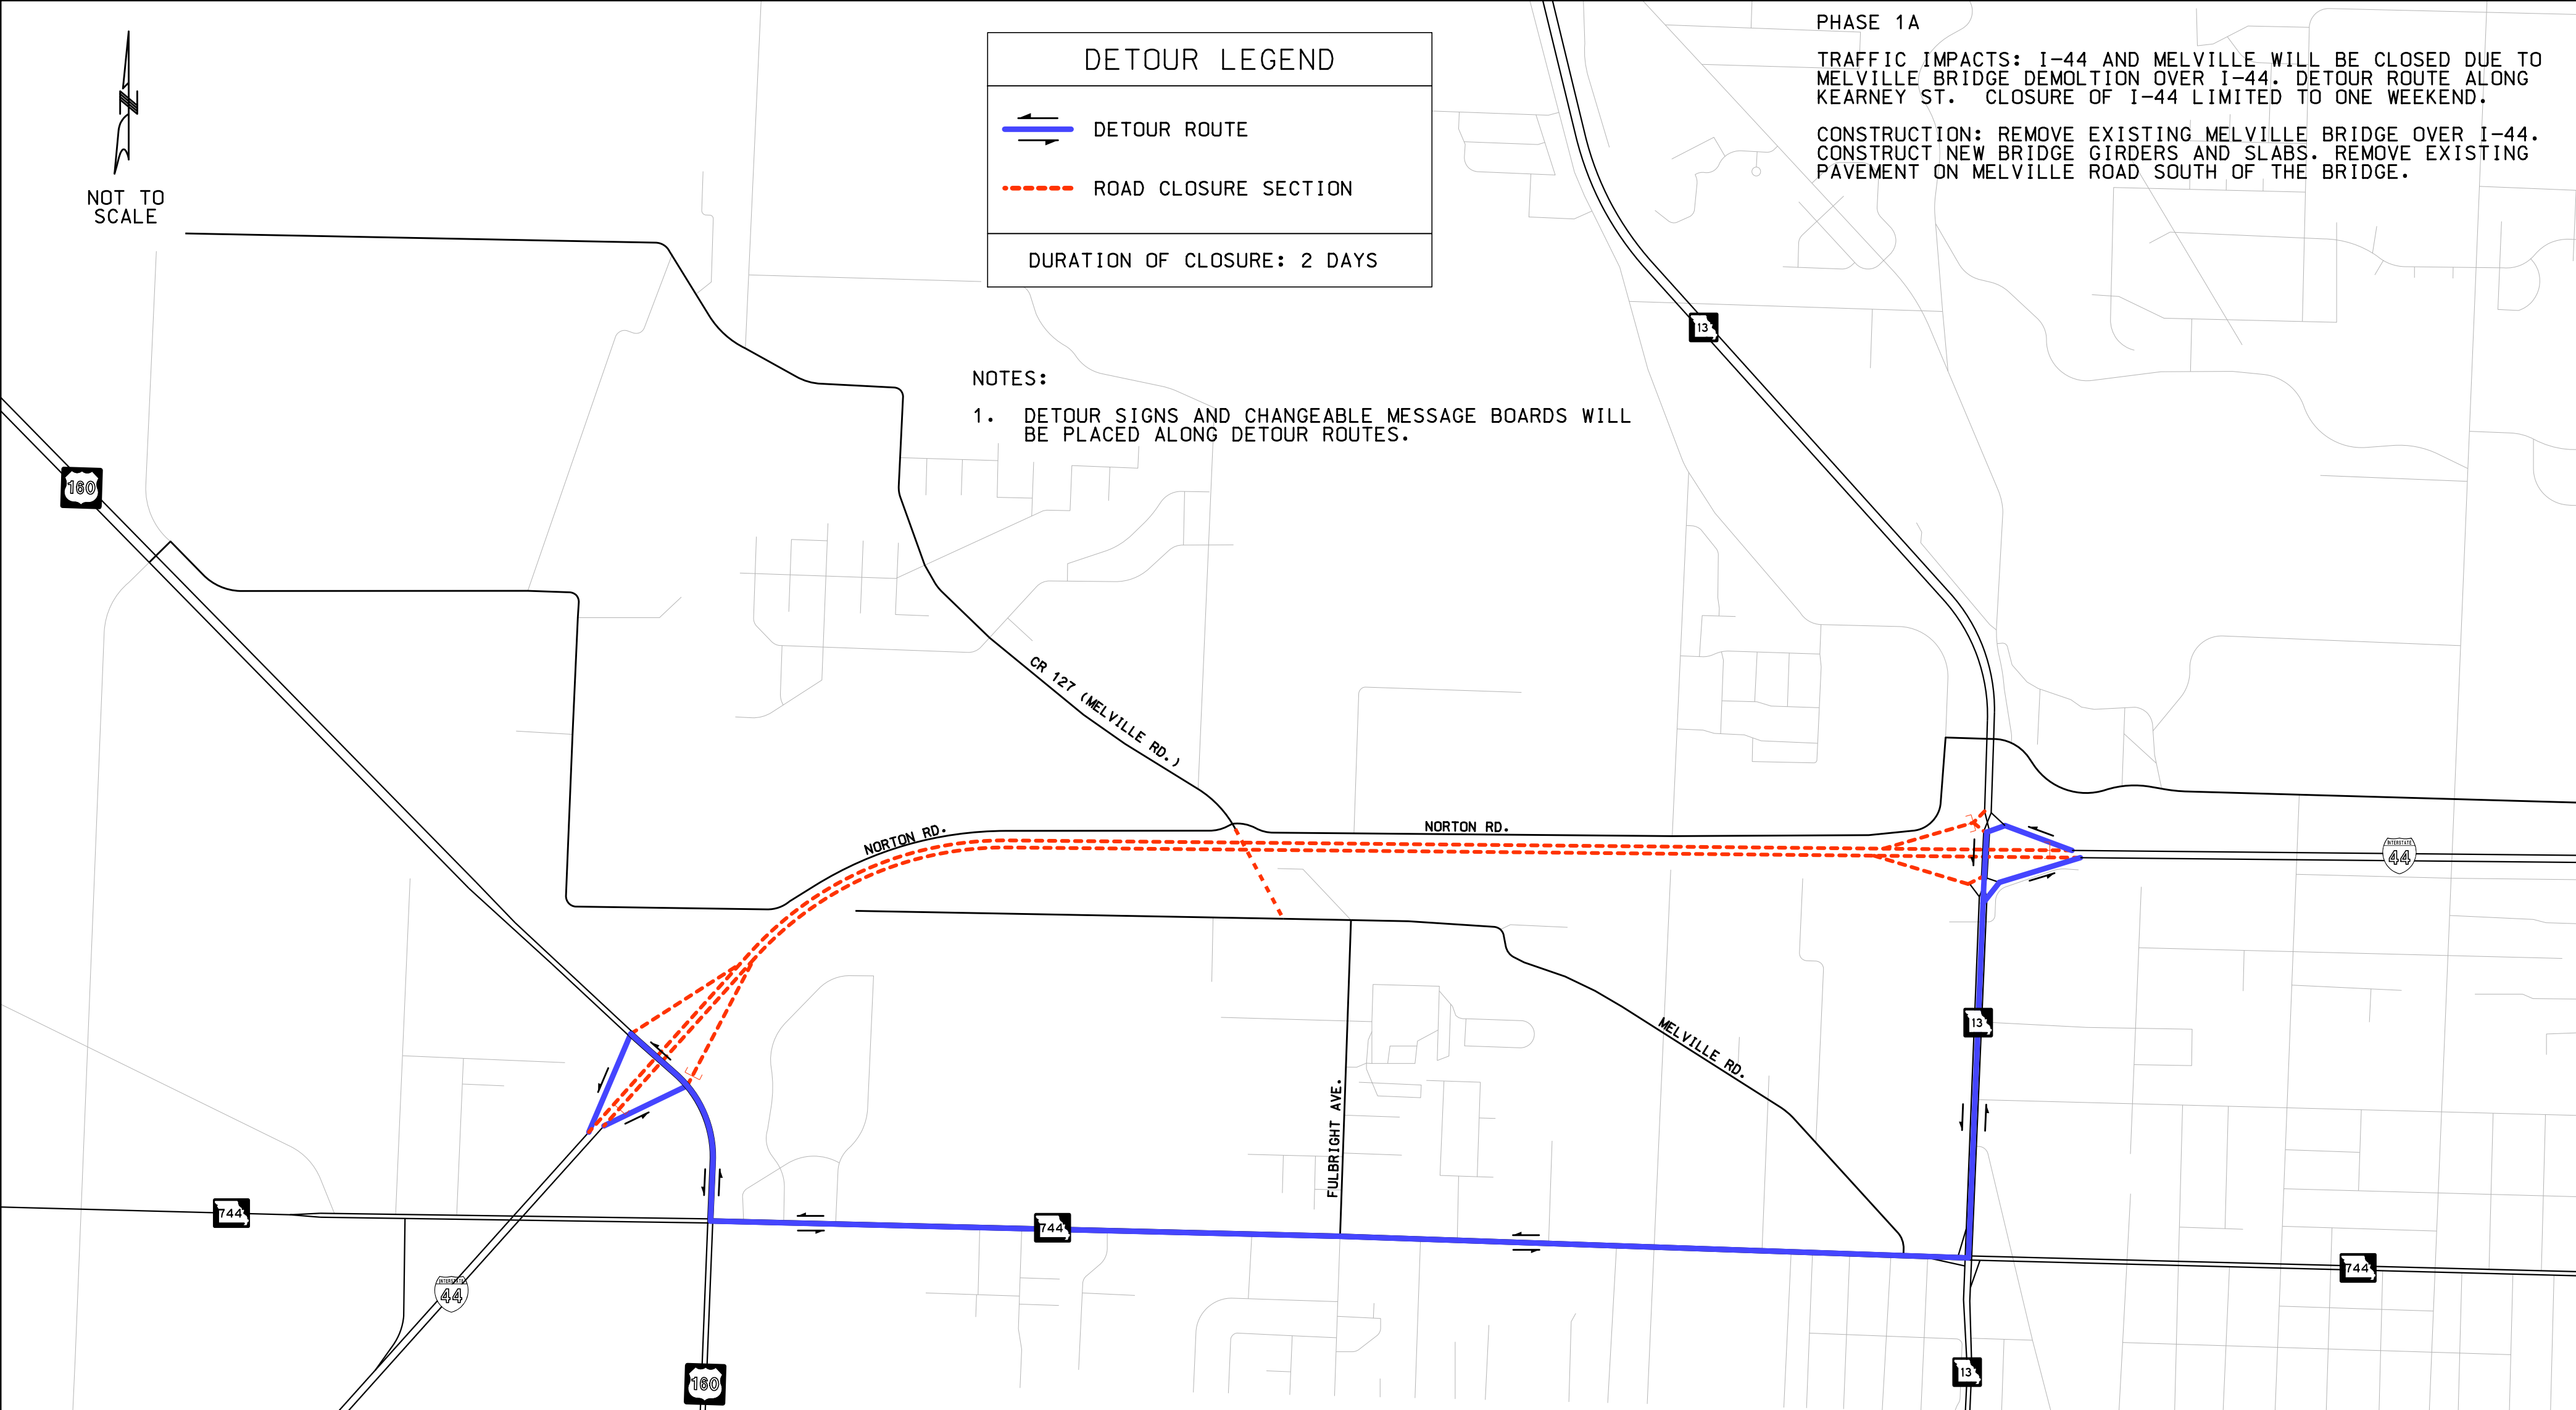 PHASE 1A
TRAFFIC IMPACTS: I-44 AND MELVILLE WILL BE CLOSED DUE TO
MELVILLE BRIDGE DEMOLTION OVER I-44. DETOUR ROUTE ALONG
KEARNEY ST.  CLOSURE OF I-44 LIMITED TO ONE WEEKEND.
CONSTRUCTION: REMOVE EXISTING MELVILLE BRIDGE OVER I-44.
CONSTRUCT NEW BRIDGE GIRDERS AND SLABS. REMOVE EXISTING
PAVEMENT ON MELVILLE ROAD SOUTH OF THE BRIDGE.
DETOUR LEGEND
DETOUR ROUTE
ROAD CLOSURE SECTION
DURATION OF CLOSURE: 2 DAYS
N
NOT TO
SCALE
13
NOTES:
1. DETOUR SIGNS AND CHANGEABLE MESSAGE BOARDS WILL
BE PLACED ALONG DETOUR ROUTES.
160
CR 127 (MELVILLE RD.)
NORTON RD.
NORTON RD.
INTERSTATE
44
13
MELVILLE RD.
FULBRIGHT AVE.
744
744
744
INTERSTATE
44
160
13